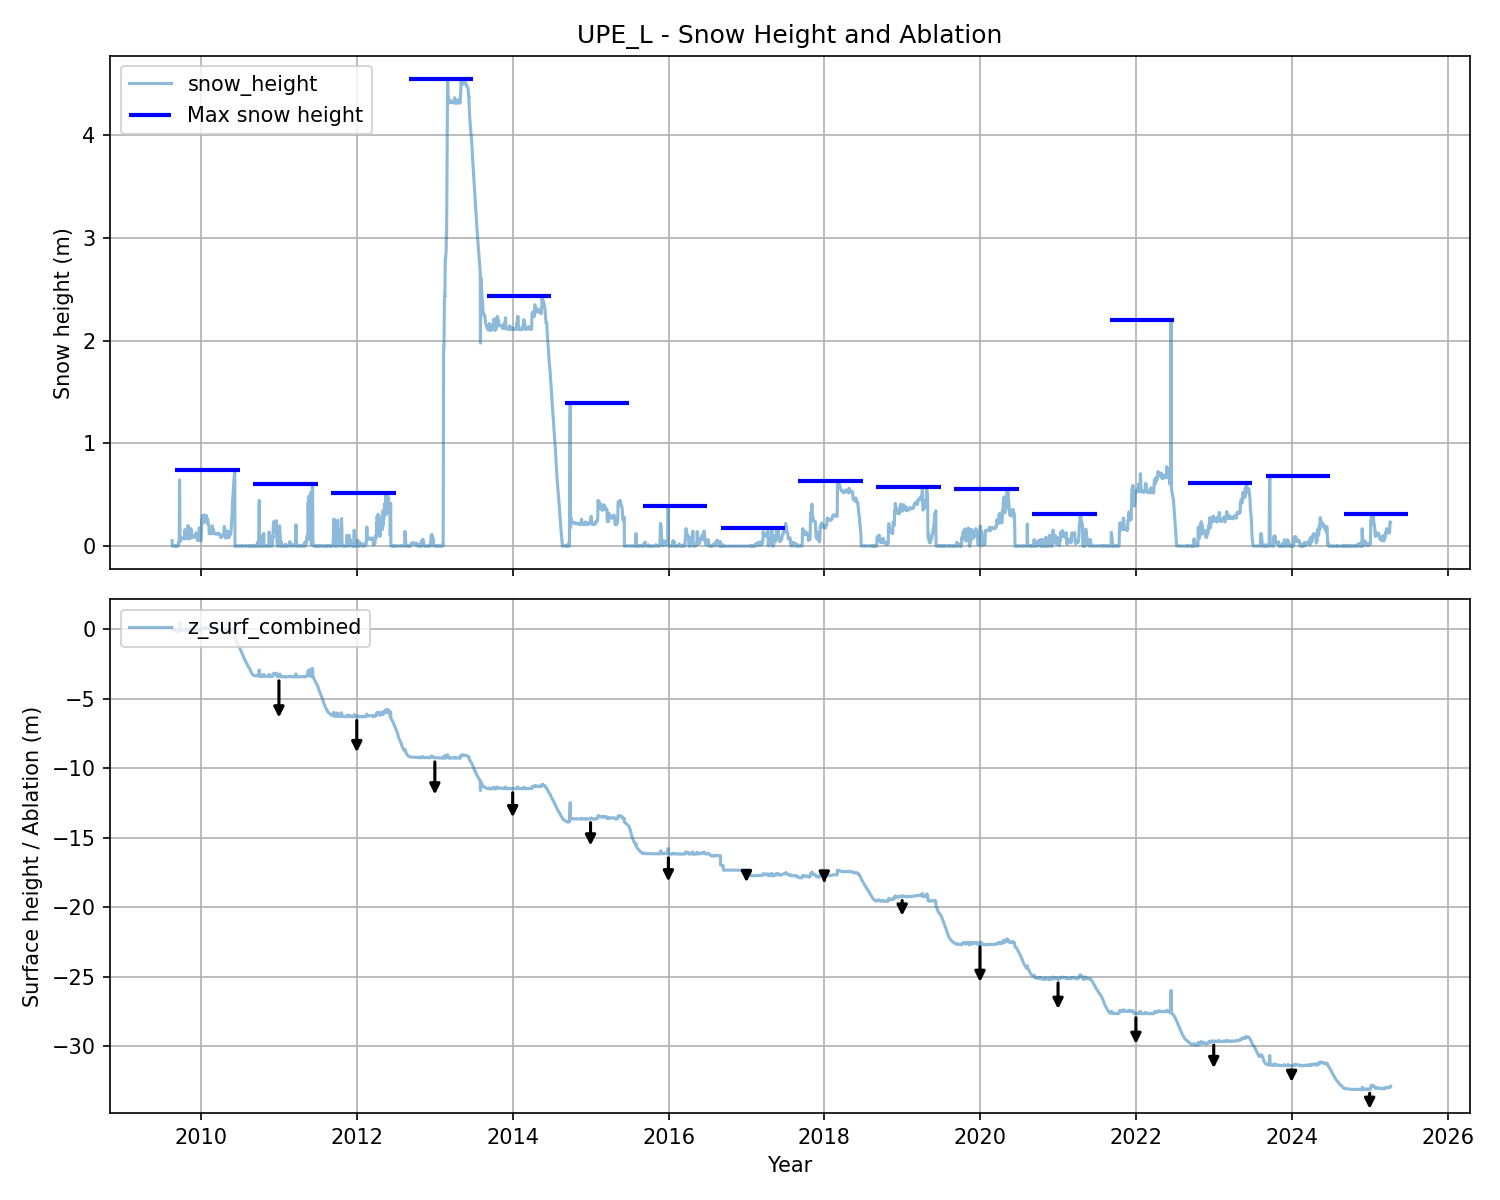 UPE_L - Snow Height and Ablation
snow_height
Max snow height
Snow height (m)
4
3
2
1
0
z_surf_combined
Surface height / Ablation (m)
0
−5
−10
−15
−20
−25
−30
2010 2012 2014 2016 2018 2020 2022 2024 2026
Year